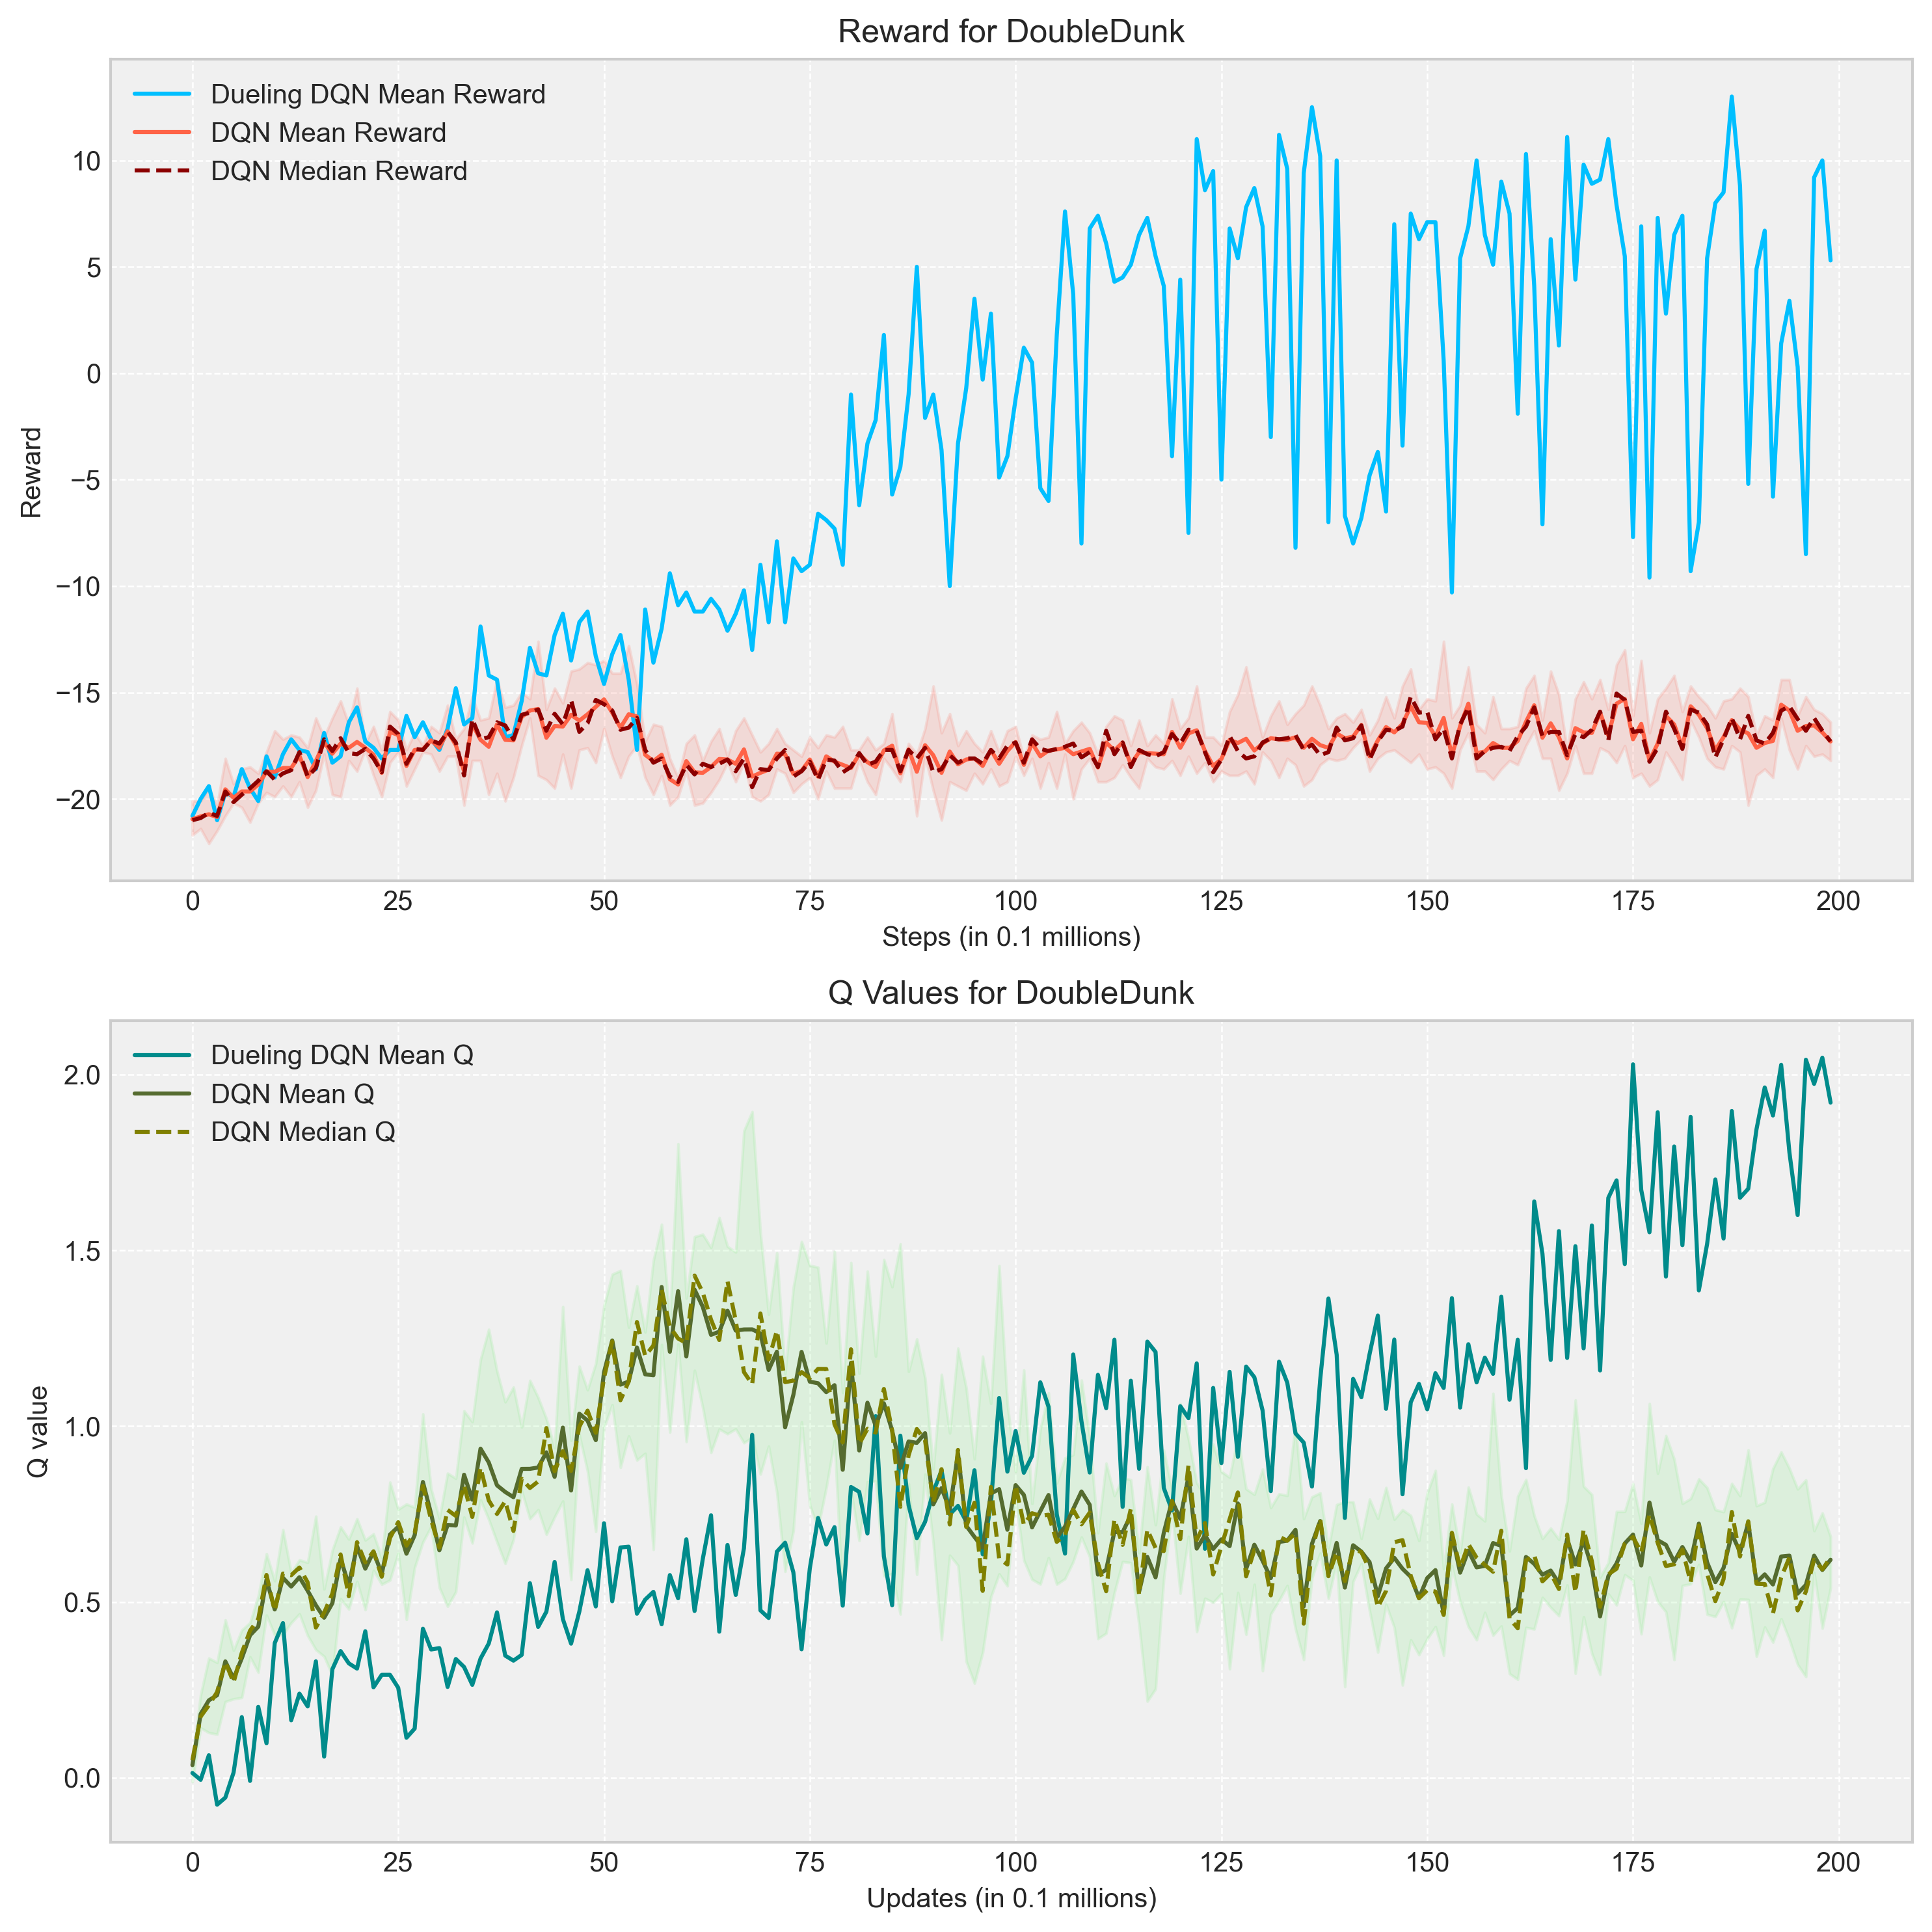 Reward for DoubleDunk
Dueling DQN Mean Reward
DQN Mean Reward
DQN Median Reward
10
5
0
−5
−10
−15
−20
Reward
0 25 50 75 100 125 150 175 200
Steps (in 0.1 millions)
Q Values for DoubleDunk
Dueling DQN Mean Q
DQN Mean Q
DQN Median Q
2.0
1.5
1.0
0.5
0.0
Q value
0 25 50 75 100 125 150 175 200
Updates (in 0.1 millions)